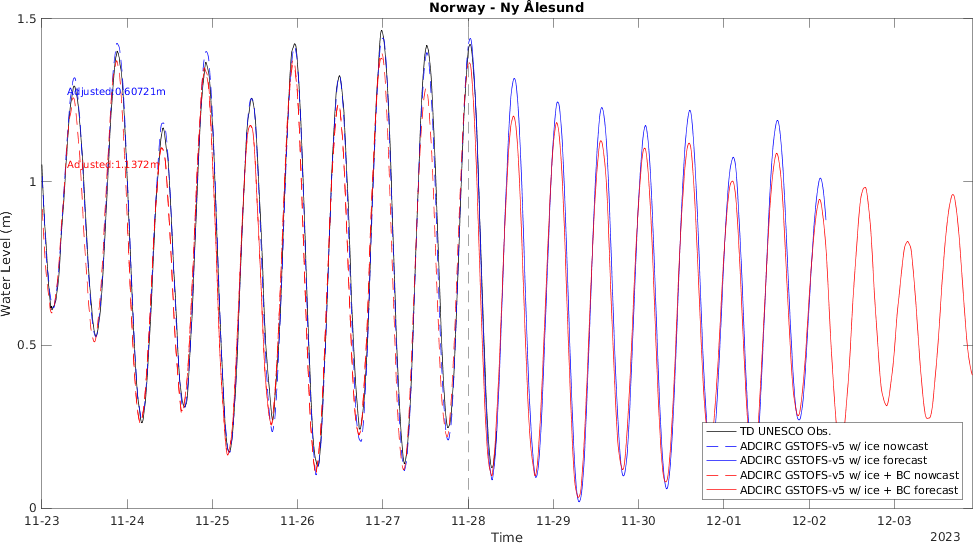 Norway - Ny Ålesund
1.5
1
0.5
0
Water Level (m)
Adjusted:0.60721m
Adjusted:1.1372m
TD UNESCO Obs.
ADCIRC GSTOFS-v5 w/ ice nowcast
ADCIRC GSTOFS-v5 w/ ice forecast
ADCIRC GSTOFS-v5 w/ ice + BC nowcast
ADCIRC GSTOFS-v5 w/ ice + BC forecast
11-23 11-24 11-25 11-26 11-27 11-28 11-29 11-30 12-01 12-02 12-03
Time
2023